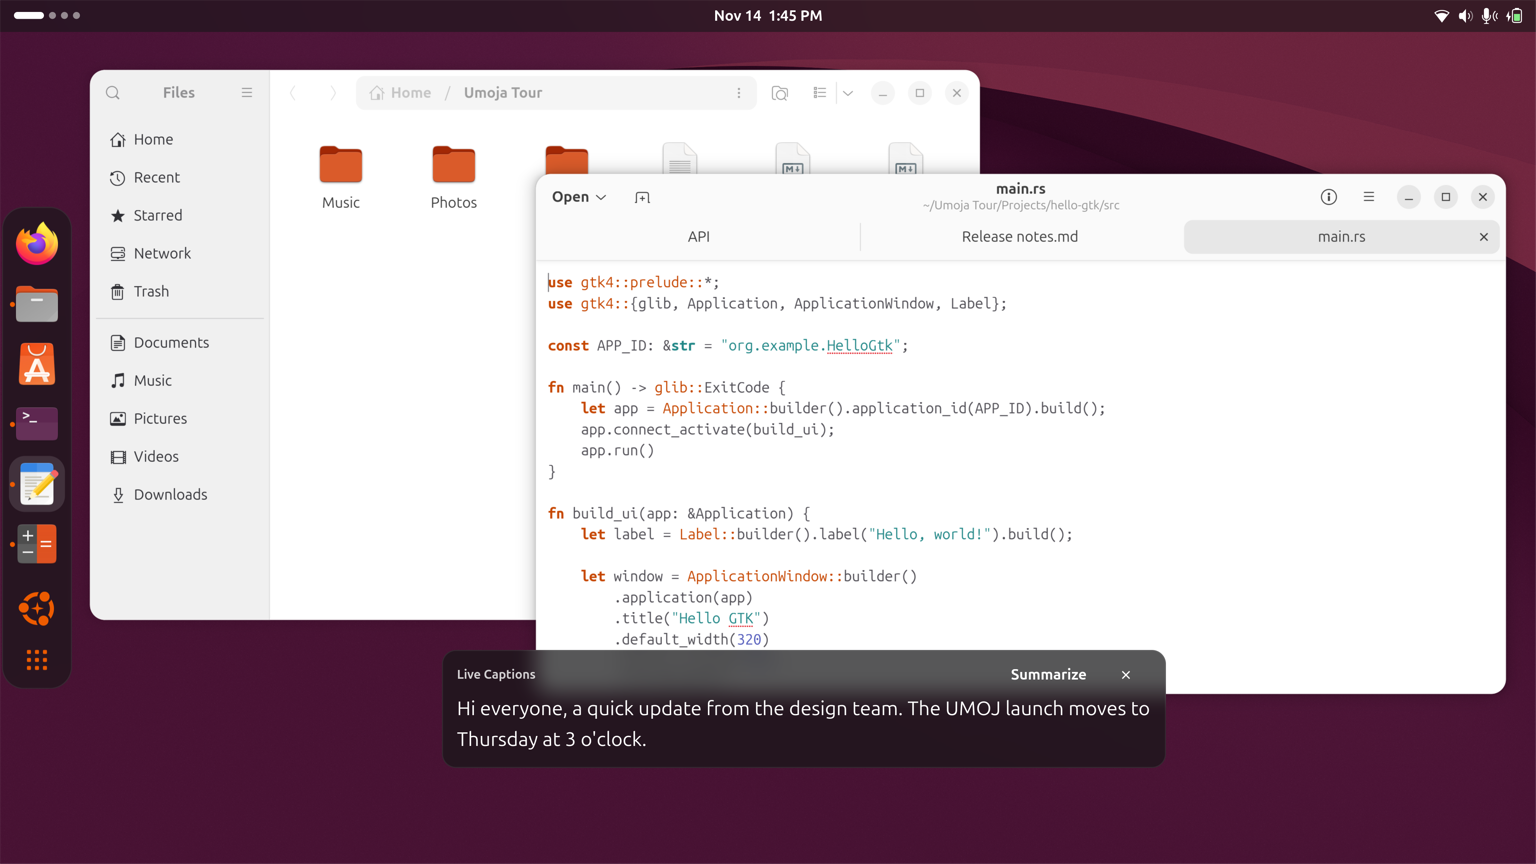 Nov 14 1:45 PM
Files
Home / Umoja Tour
Home
Recent
Starred
Network
Trash
Documents
Music
Pictures
Videos
Downloads
Music
Photos
Open
main.rs
~/Umoja Tour/Projects/hello-gtk/src
API
Release notes.md
main.rs
use gtk4::prelude::*;
use gtk4::{glib, Application, ApplicationWindow, Label};
const APP_ID: &str = "org.example.HelloGtk";
fn main() -> glib::ExitCode {
    let app = Application::builder().application_id(APP_ID).build();
    app.connect_activate(build_ui);
    app.run()
}
fn build_ui(app: &Application) {
    let label = Label::builder().label("Hello, world!").build();
    let window = ApplicationWindow::builder()
        .application(app)
        .title("Hello GTK")
        .default_width(320)
Live Captions
Summarize
Hi everyone, a quick update from the design team. The UMOJ launch moves to
Thursday at 3 o'clock.